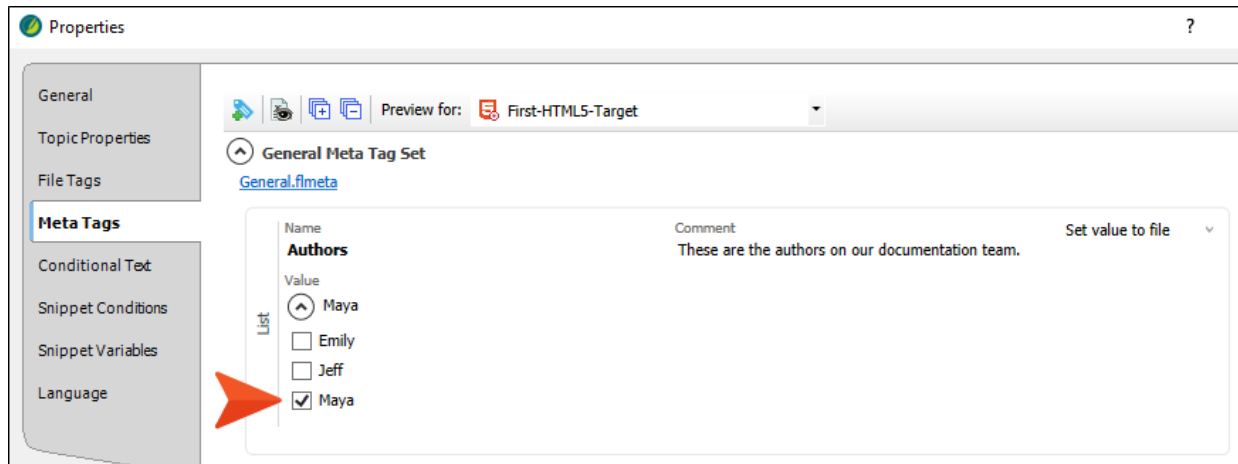 Properties
?
General
Topic Properties
File Tags
Meta Tags
Conditional Text
Snippet Conditions
Snippet Variables
Language
Preview for: First-HTML5-Target
General Meta Tag Set
General.flmeta
List
Name
Authors
Comment
These are the authors on our documentation team.
Set value to file
Value
Maya
Emily
Jeff
Maya